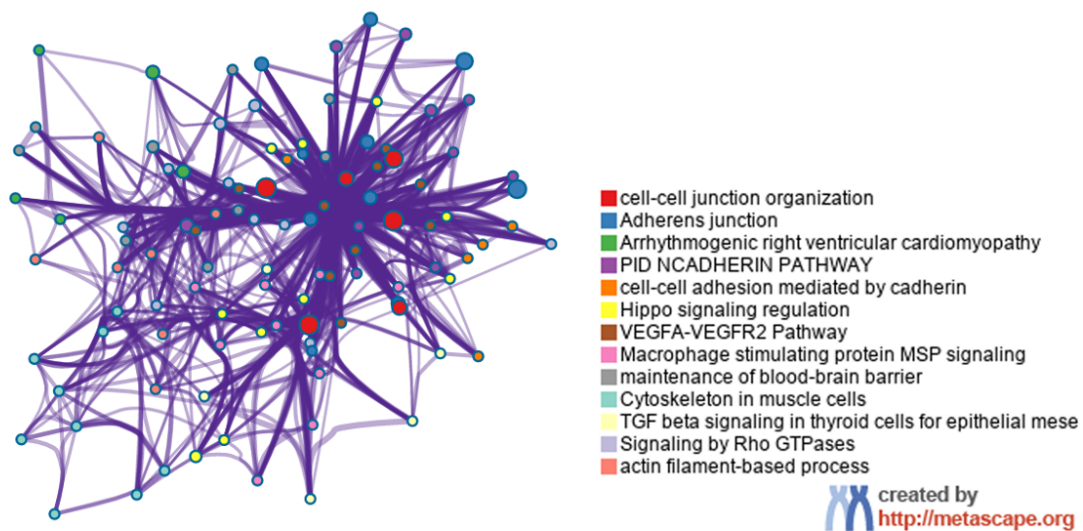 cell-cell junction organization
Adherens junction
Arrhythmogenic right ventricular cardiomyopathy
PID NCADHERIN PATHWAY
cell-cell adhesion mediated by cadherin
Hippo signaling regulation
VEGFA-VEGFR2 Pathway
Macrophage stimulating protein MSP signaling
maintenance of blood-brain barrier
Cytoskeleton in muscle cells
TGF beta signaling in thyroid cells for epithelial mese
Signaling by Rho GTPases
actin filament-based process
created by
http://metascape.org